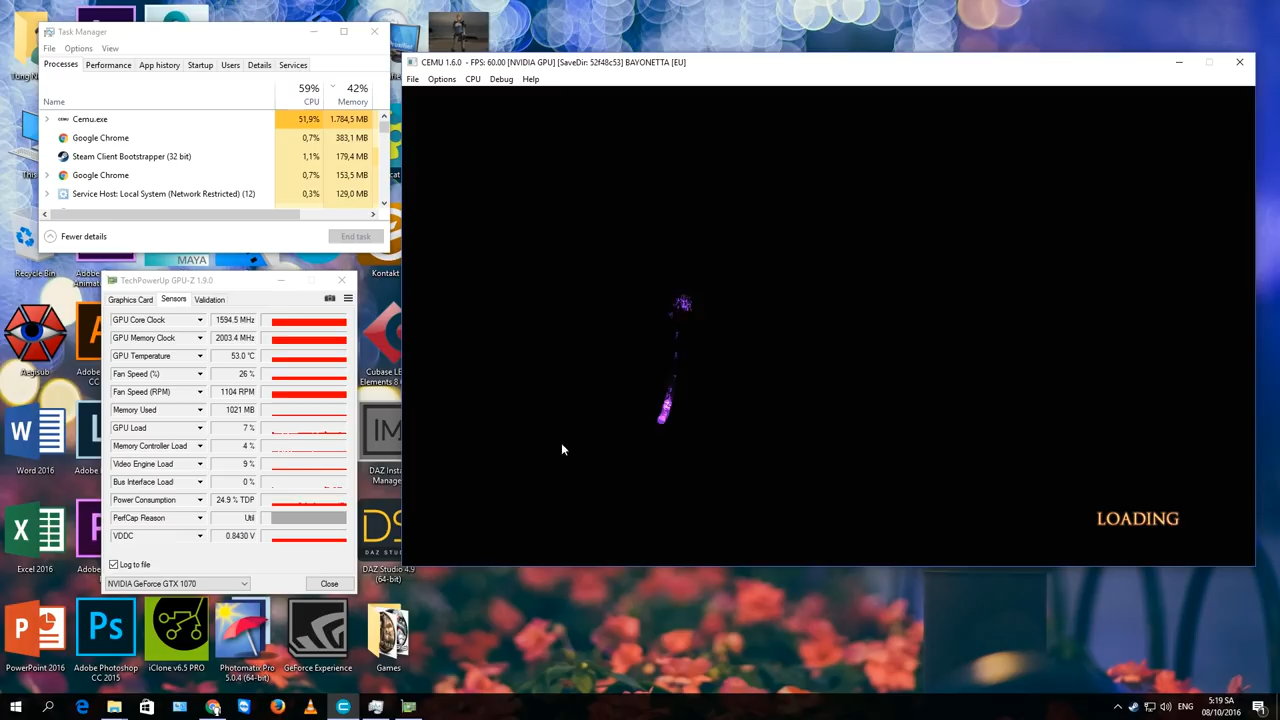 Task Manager
File Options View
Processes Performance App history Startup Users Details Services
59% 42%
Name CPU Memory
Cemu.exe 51,9% 1.784,5 MB
Google Chrome 0,7% 383,1 MB
Steam Client Bootstrapper (32 bit) 1,1% 179,4 MB
Google Chrome 0,7% 153,5 MB
Service Host: Local System (Network Restricted) (12) 0,3% 129,0 MB
Fewer details End task
CEMU 1.6.0 - FPS: 60.00 [NVIDIA GPU] [SaveDir: 52f48c53] BAYONETTA [EU]
File Options CPU Debug Help
LOADING
MAYA
Recycle Bin
Kontakt
TechPowerUp GPU-Z 1.9.0
Graphics Card Sensors Validation
GPU Core Clock 1594.5 MHz
GPU Memory Clock 2003.4 MHz
GPU Temperature 53.0 °C
Fan Speed (%) 26 %
Fan Speed (RPM) 1104 RPM
Memory Used 1021 MB
GPU Load 7 %
Memory Controller Load 4 %
Video Engine Load 9 %
Bus Interface Load 0 %
Power Consumption 24.9 % TDP
PerfCap Reason Util
VDDC 0.8430 V
Log to file
NVIDIA GeForce GTX 1070 Close
Aegisub
CC
Cubase LE
Elements 8
Word 2016
DAZ Install
Manager
Excel 2016
DAZ Studio 4.9
(64-bit)
PowerPoint 2016
Ps
Adobe Photoshop
CC 2015
iClone v6.5 PRO
Photomatix Pro
5.0.4 (64-bit)
GeForce Experience
Games
5:19 SA
08/10/2016